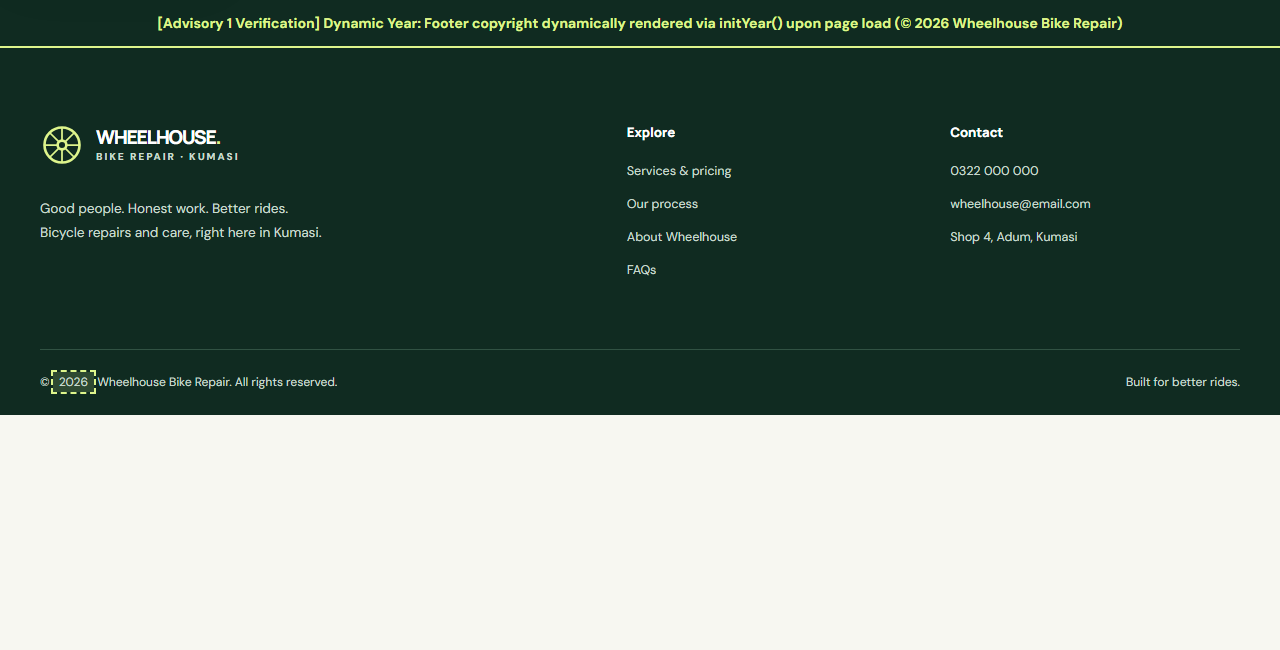 [Advisory 1 Verification] Dynamic Year: Footer copyright dynamically rendered via initYear() upon page load (© 2026 Wheelhouse Bike Repair)
WHEELHOUSE.
BIKE REPAIR · KUMASI
Good people. Honest work. Better rides.
Bicycle repairs and care, right here in Kumasi.
Explore
Services & pricing
Our process
About Wheelhouse
FAQs
Contact
0322 000 000
wheelhouse@email.com
Shop 4, Adum, Kumasi
© 2026 Wheelhouse Bike Repair. All rights reserved.
Built for better rides.